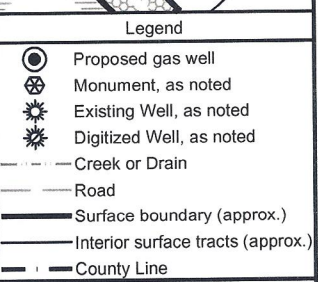 Legend
Proposed gas well
Monument, as noted
Existing Well, as noted
Digitized Well, as noted
Creek or Drain
Road
Surface boundary (approx.)
Interior surface tracts (approx.)
County Line